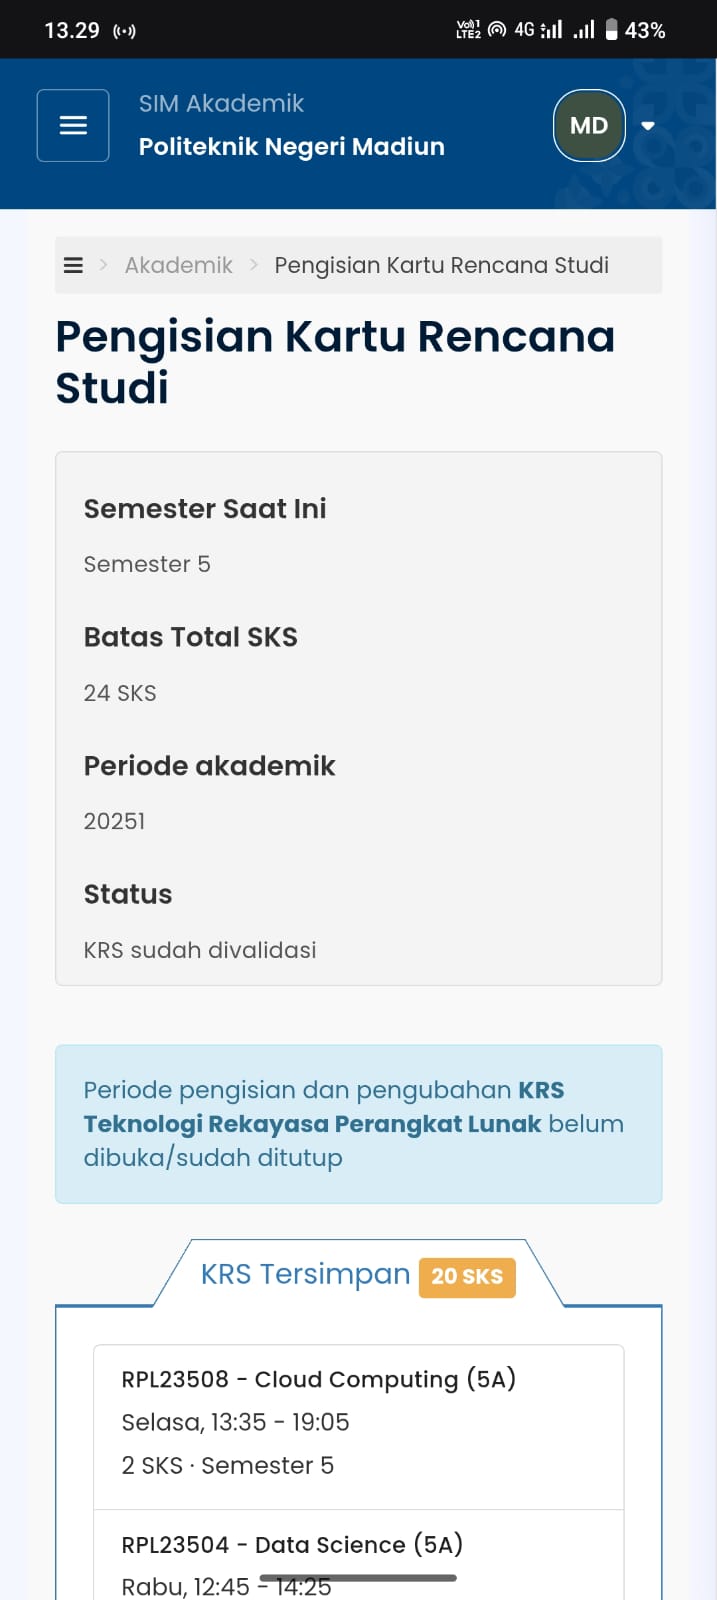 13.29
Vo)) 1
LTE2
4G
43%
SIM Akademik
Politeknik Negeri Madiun
MD
Akademik > Pengisian Kartu Rencana Studi
Pengisian Kartu Rencana
Studi
Semester Saat Ini
Semester 5
Batas Total SKS
24 SKS
Periode akademik
20251
Status
KRS sudah divalidasi
Periode pengisian dan pengubahan KRS
Teknologi Rekayasa Perangkat Lunak belum
dibuka/sudah ditutup
KRS Tersimpan 20 SKS
RPL23508 - Cloud Computing (5A)
Selasa, 13:35 - 19:05
2 SKS · Semester 5
RPL23504 - Data Science (5A)
Rabu, 12:45 - 14:25